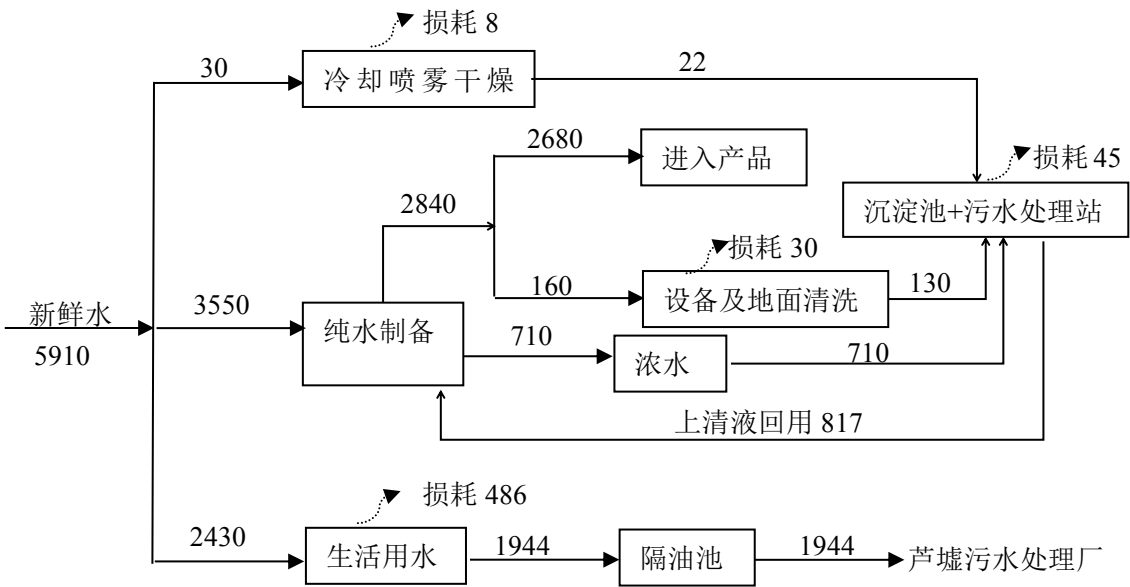 损耗 8
30
冷却喷雾干燥
22
2680
进入产品
损耗 45
2840
沉淀池+污水处理站
损耗 30
160
设备及地面清洗
130
新鲜水
5910
3550
纯水制备
710
浓水
710
上清液回用 817
损耗 486
2430
生活用水
1944
隔油池
1944
芦墟污水处理厂